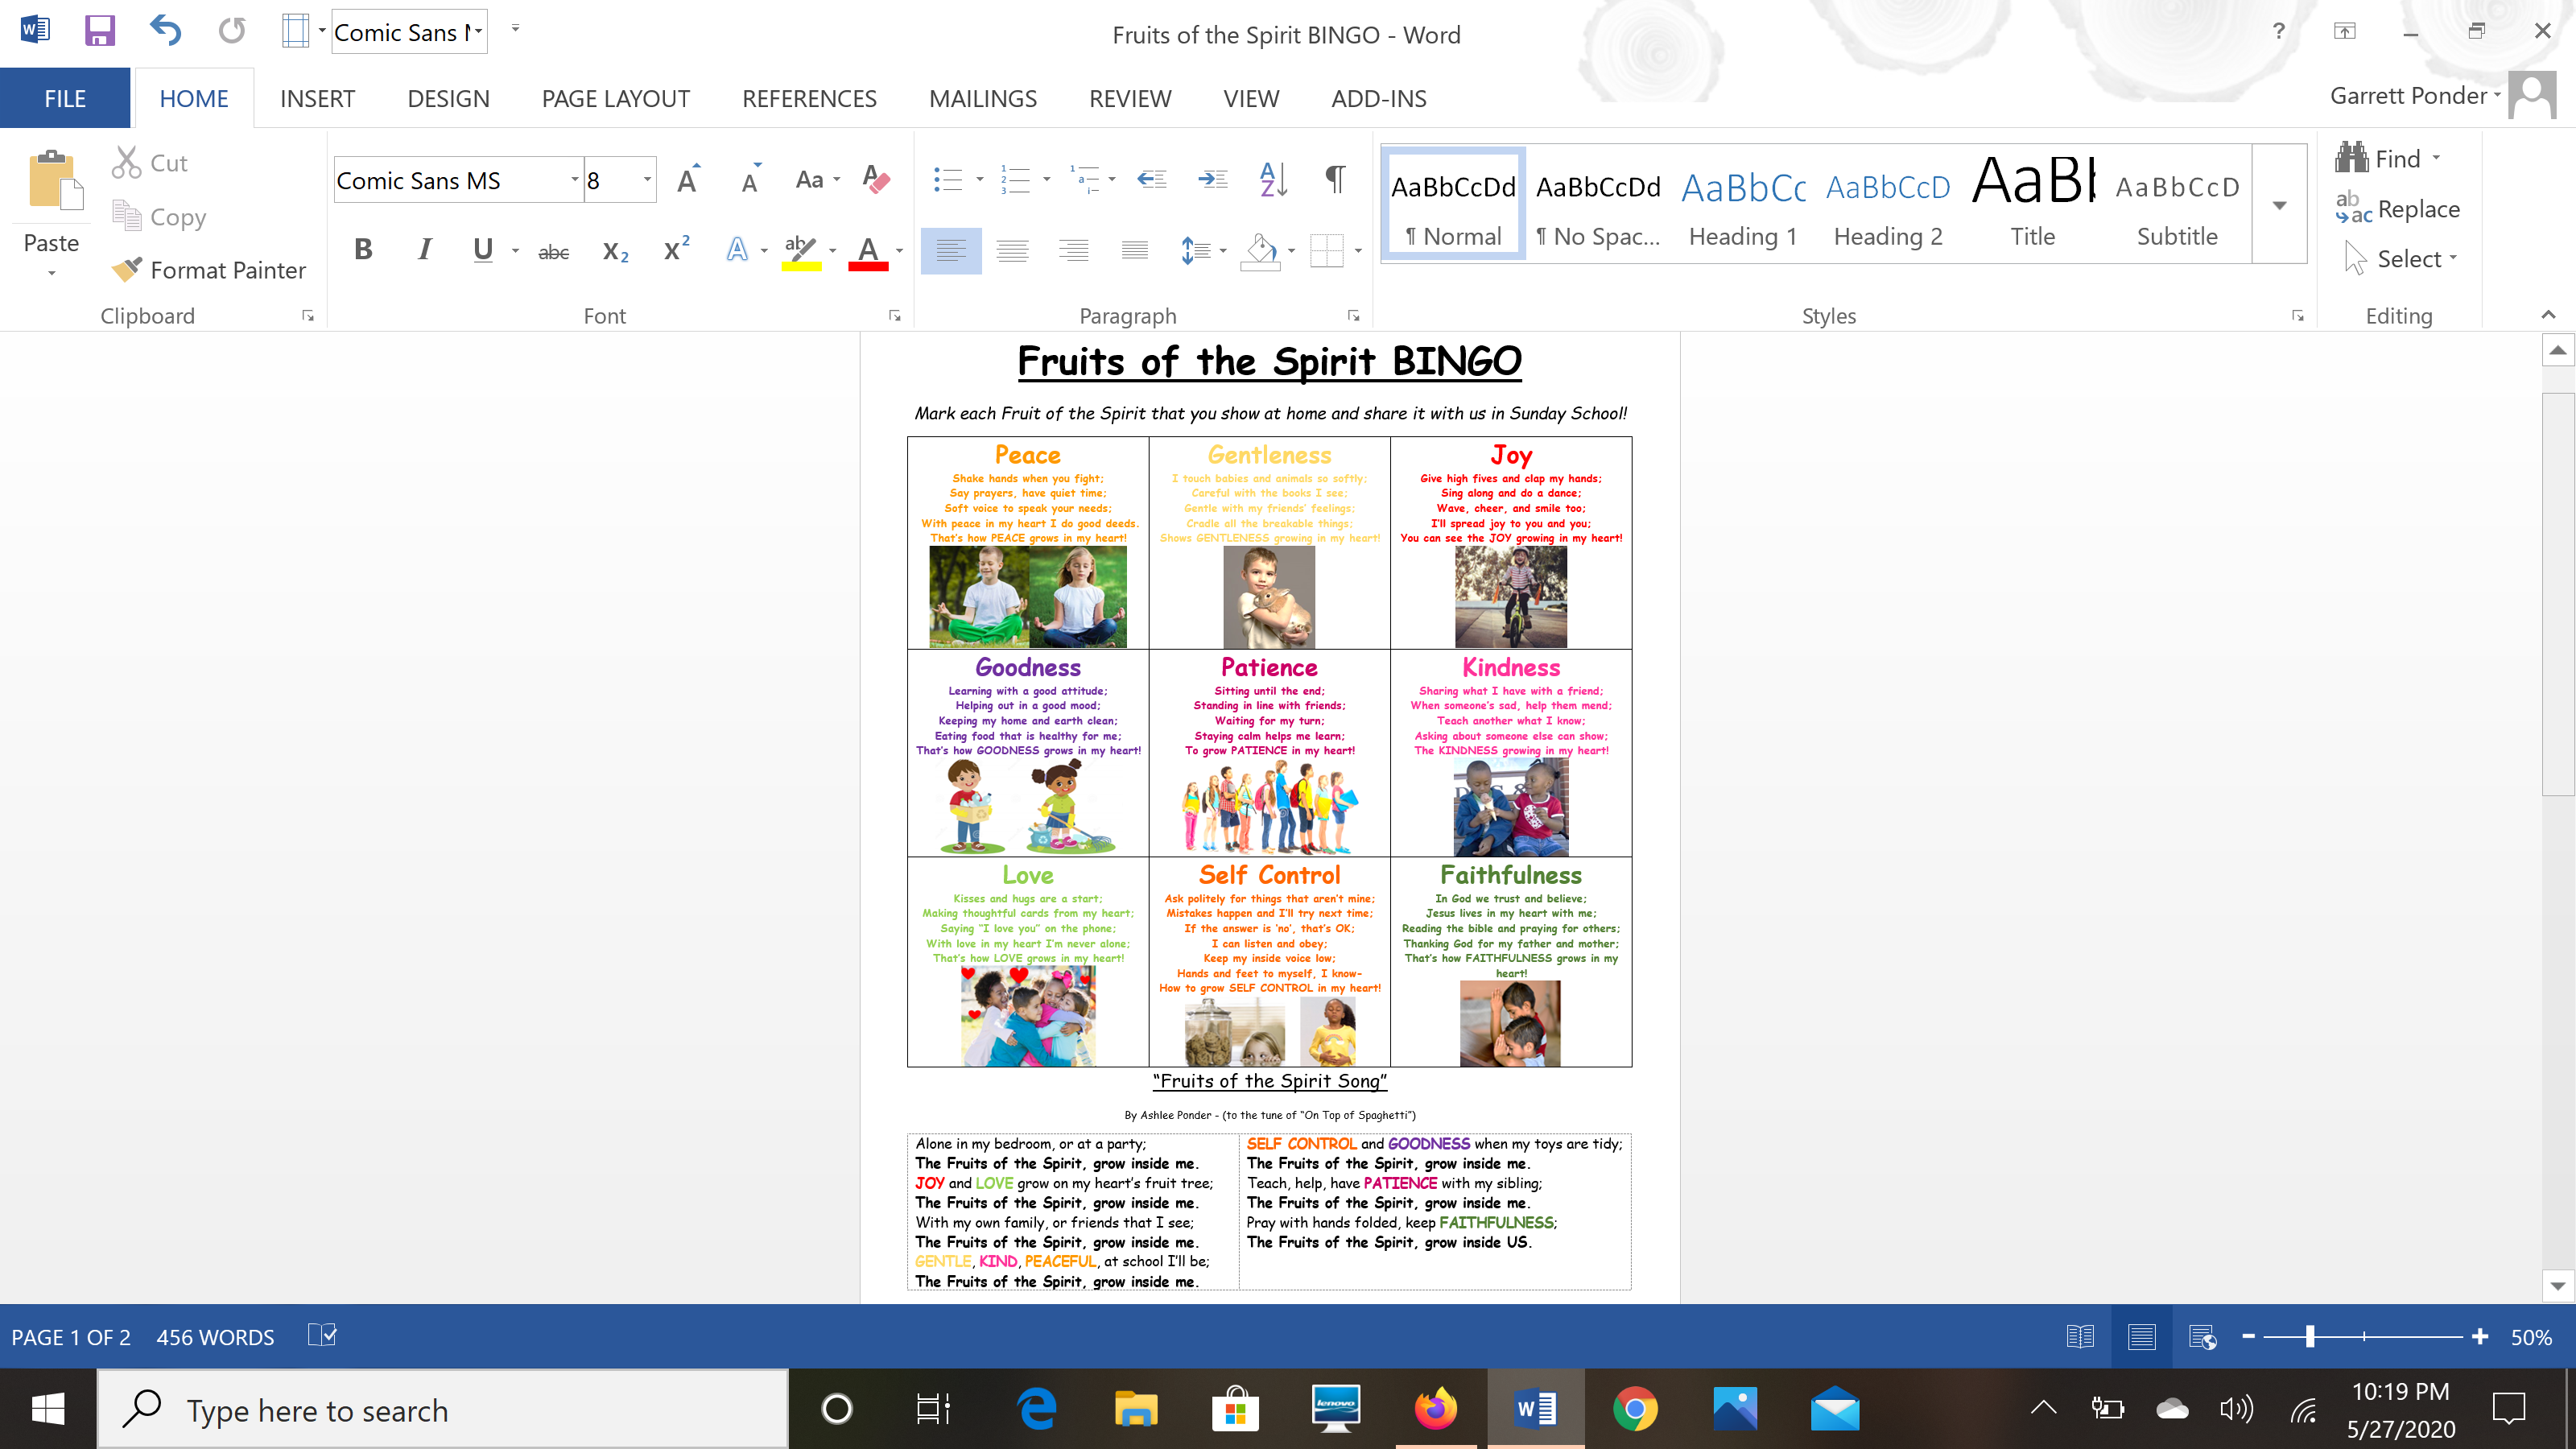 Comic Sans M
Fruits of the Spirit BINGO - Word
?
FILE
HOME
INSERT
DESIGN
PAGE LAYOUT
REFERENCES
MAILINGS
REVIEW
VIEW
ADD-INS
Garrett Ponder
Paste
Cut
Copy
Format Painter
Clipboard
Comic Sans MS
8
Font
Paragraph
AaBbCcDd
¶ Normal
AaBbCcDd
¶ No Spac...
AaBbCc
Heading 1
AaBbCcD
Heading 2
AaBl
Title
AaBbCcD
Subtitle
Styles
Find
Replace
Select
Editing
Fruits of the Spirit BINGO
Mark each Fruit of the Spirit that you show at home and share it with us in Sunday School!
Peace
Shake hands when you fight;
Say prayers, have quiet time;
Soft voice to speak your needs;
With peace in my heart I do good deeds.
That's how PEACE grows in my heart!
Gentleness
I touch babies and animals so softly;
Careful with the books I see;
Gentle with my friends' feelings;
Cradle all the breakable things;
Shows GENTLENESS growing in my heart!
Joy
Give high fives and clap my hands;
Sing along and do a dance;
Wave, cheer, and smile too;
I'll spread joy to you and you;
You can see the JOY growing in my heart!
Goodness
Learning with a good attitude;
Helping out in a good mood;
Keeping my home and earth clean;
Eating food that is healthy for me;
That's how GOODNESS grows in my heart!
Patience
Sitting until the end;
Standing in line with friends;
Waiting for my turn;
Staying calm helps me learn;
To grow PATIENCE in my heart!
Kindness
Sharing what I have with a friend;
When someone's sad, help them mend;
Teach another what I know;
Asking about someone else can show;
The KINDNESS growing in my heart!
Love
Kisses and hugs are a start;
Making thoughtful cards from my heart;
Saying "I love you" on the phone;
With love in my heart I'm never alone;
That's how LOVE grows in my heart!
Self Control
Ask politely for things that aren't mine;
Mistakes happen and I'll try next time;
If the answer is 'no', that's OK;
I can listen and obey;
Keep my inside voice low;
Hands and feet to myself, I know-
How to grow SELF CONTROL in my heart!
Faithfulness
In God we trust and believe;
Jesus lives in my heart with me;
Reading the bible and praying for others;
Thanking God for my father and mother;
That's how FAITHFULNESS grows in my
heart!
"Fruits of the Spirit Song"
By Ashlee Ponder - (to the tune of "On Top of Spaghetti")
Alone in my bedroom, or at a party;
The Fruits of the Spirit, grow inside me.
JOY and LOVE grow on my heart's fruit tree;
The Fruits of the Spirit, grow inside me.
With my own family, or friends that I see;
The Fruits of the Spirit, grow inside me.
GENTLE, KIND, PEACEFUL, at school I'll be;
The Fruits of the Spirit, grow inside me.
SELF CONTROL and GOODNESS when my toys are tidy;
The Fruits of the Spirit, grow inside me.
Teach, help, have PATIENCE with my sibling;
The Fruits of the Spirit, grow inside me.
Pray with hands folded, keep FAITHFULNESS;
The Fruits of the Spirit, grow inside US.
PAGE 1 OF 2
456 WORDS
50%
Type here to search
lenovo
10:19 PM
5/27/2020